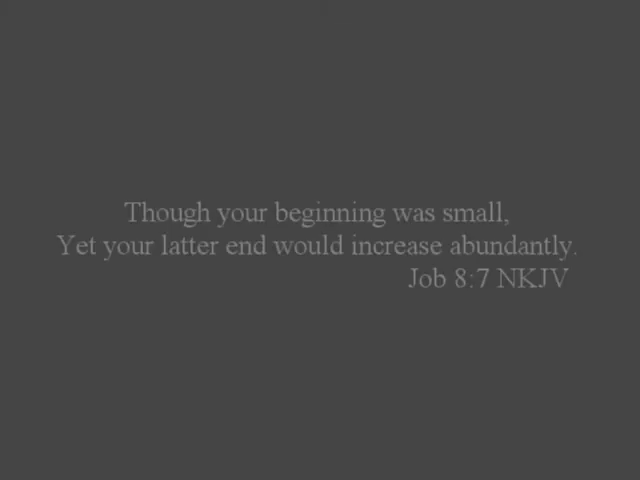 Though your beginning was small,
Yet your latter end would increase abundantly.
Job 8:7 NKJV